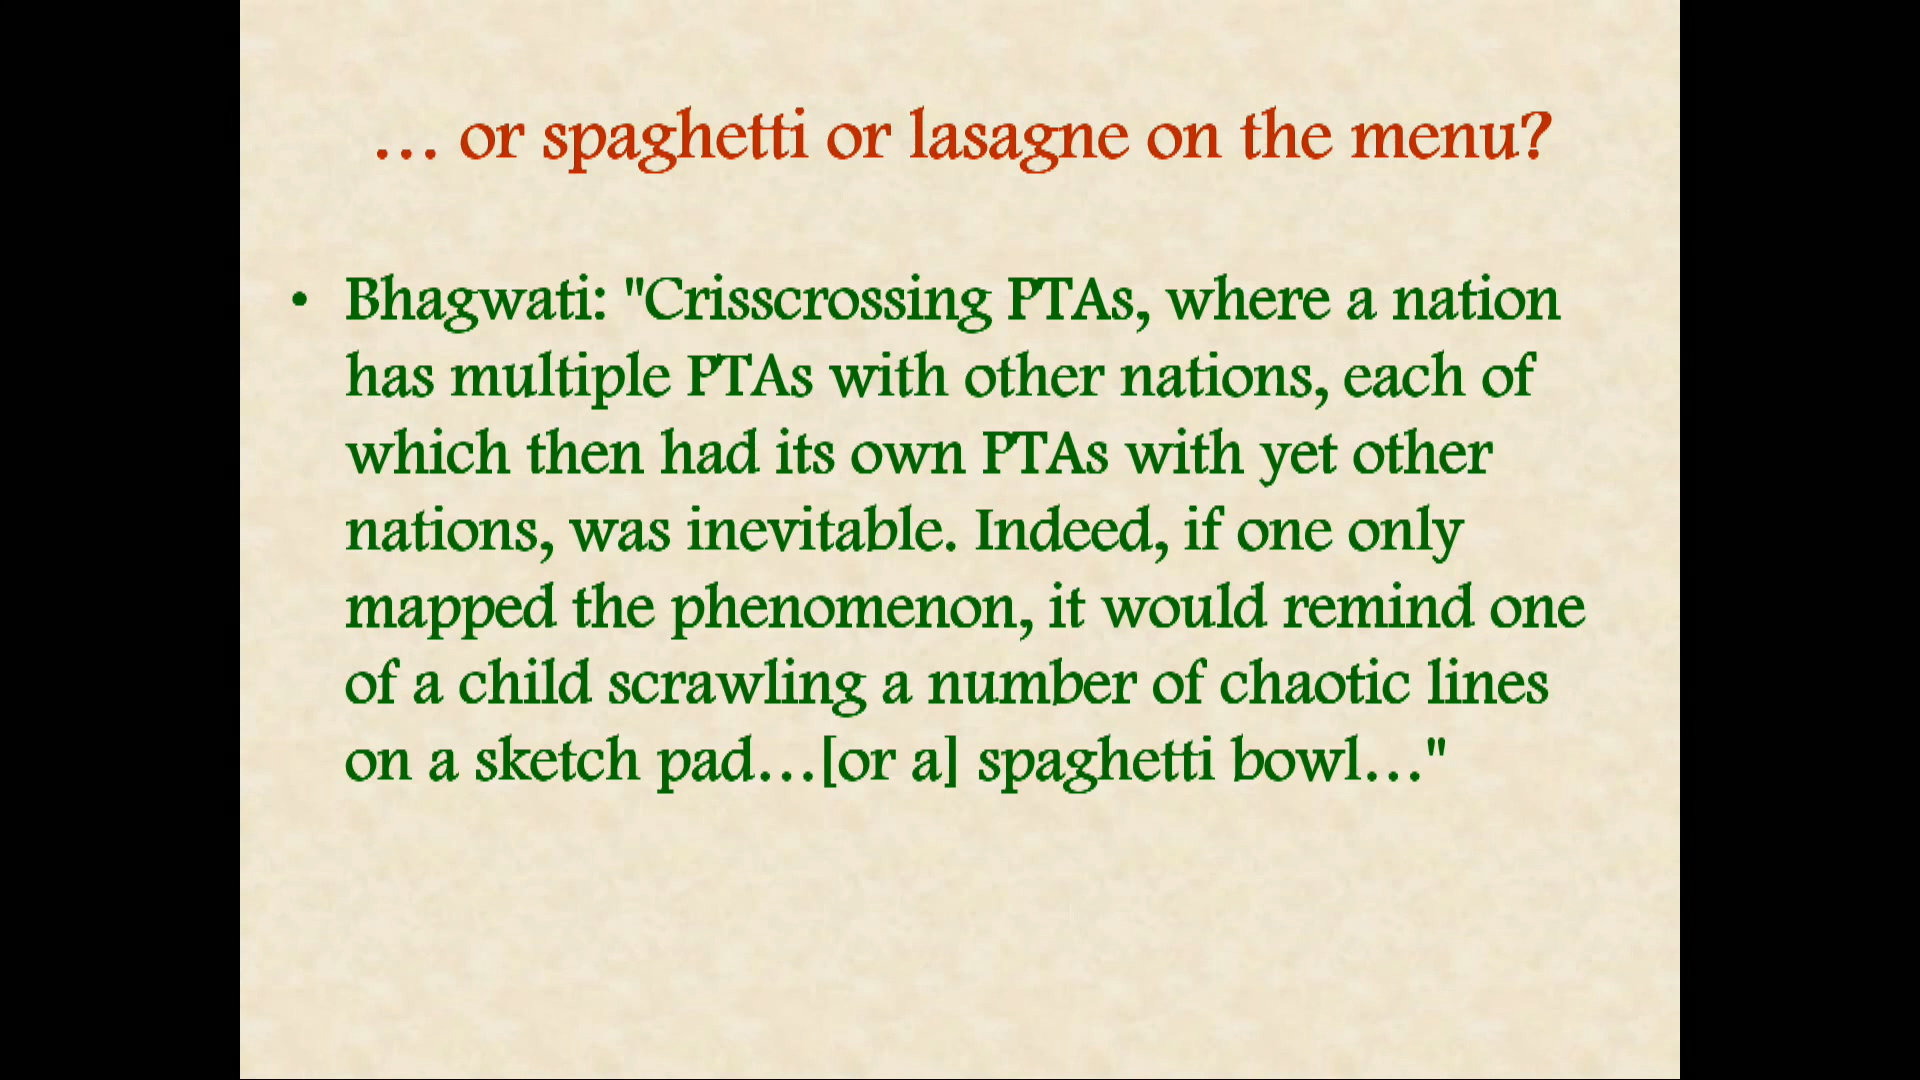 … or spaghetti or lasagne on the menu?
• Bhagwati: "Crisscrossing PTAs, where a nation
has multiple PTAs with other nations, each of
which then had its own PTAs with yet other
nations, was inevitable. Indeed, if one only
mapped the phenomenon, it would remind one
of a child scrawling a number of chaotic lines
on a sketch pad…[or a] spaghetti bowl…"